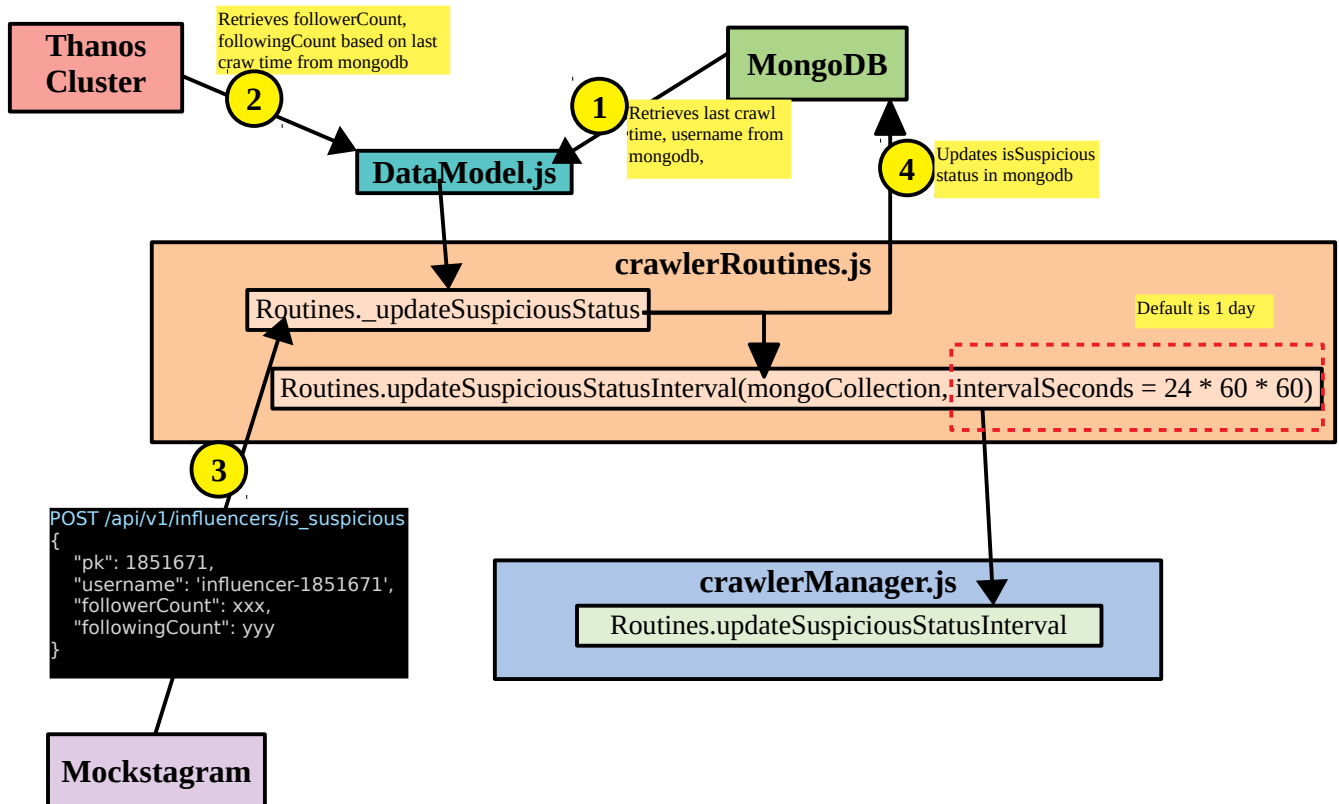 Thanos
Cluster
Retrieves followerCount,
followingCount based on last
craw time from mongodb
2
1
Retrieves last crawl
time, username from
mongodb,
MongoDB
4
Updates isSuspicious
status in mongodb
DataModel.js
crawlerRoutines.js
Routines._updateSuspiciousStatus
Default is 1 day
Routines.updateSuspiciousStatusInterval(mongoCollection, intervalSeconds = 24 * 60 * 60)
3
POST /api/v1/influencers/is_suspicious
{
"pk": 1851671,
"username": 'influencer-1851671',
"followerCount": xxx,
"followingCount": yyy
}
crawlerManager.js
Routines.updateSuspiciousStatusInterval
Mockstagram